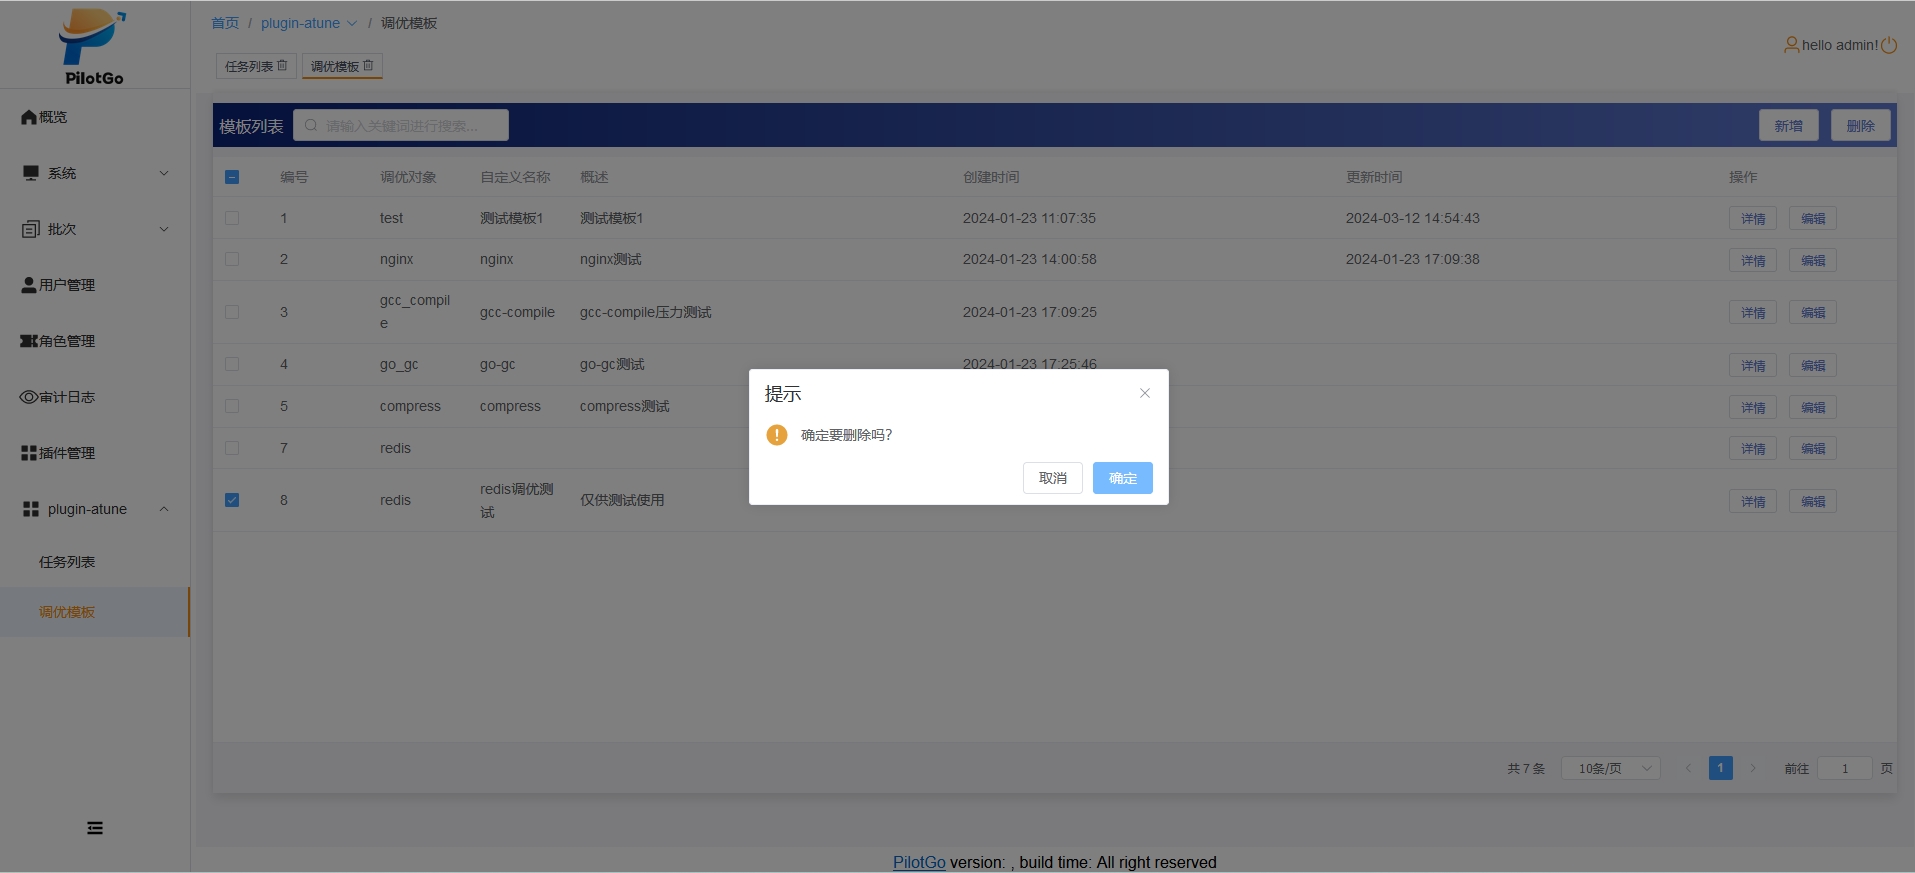 PilotGo
首页 / plugin-atune / 调优模板
hello admin!
任务列表 调优模板
概览
系统
批次
用户管理
角色管理
审计日志
插件管理
plugin-atune
任务列表
调优模板
模板列表 请输入关键词进行搜索... 新增 删除
编号 调优对象 自定义名称 概述 创建时间 更新时间 操作
1 test 测试模板1 测试模板1 2024-01-23 11:07:35 2024-03-12 14:54:43 详情 编辑
2 nginx nginx nginx测试 2024-01-23 14:00:58 2024-01-23 17:09:38 详情 编辑
3 gcc_compil
e gcc-compile gcc-compile压力测试 2024-01-23 17:09:25 详情 编辑
4 go_gc go-gc go-gc测试 2024-01-23 17:25:46 详情 编辑
5 compress compress compress测试 详情 编辑
7 redis 详情 编辑
8 redis redis调优测
试 仅供测试使用 详情 编辑
提示
确定要删除吗?
取消 确定
共 7 条 10条/页 1 前往 1 页
PilotGo version: , build time: All right reserved